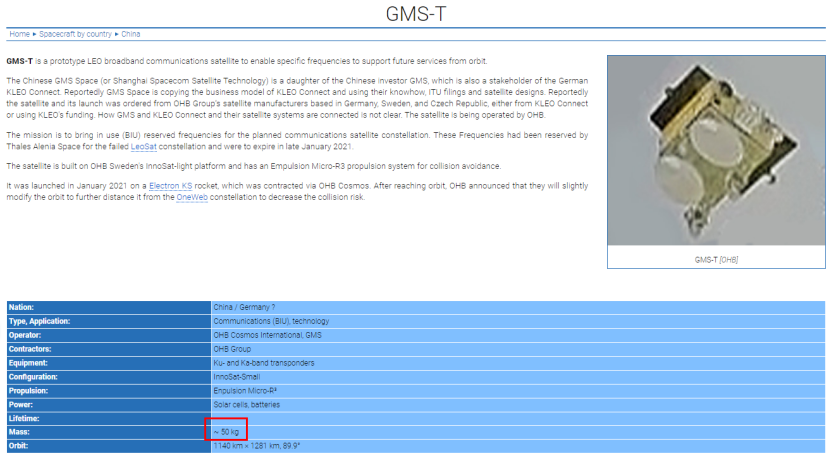 GMS-T
Home ▸ Spacecraft by country ▸ China
GMS-T is a prototype LEO broadband communications satellite to enable specific frequencies to support future services from orbit.
The Chinese GMS Space (or Shanghai Spacecom Satellite Technology) is a daughter of the Chinese investor GMS, which is also a stakeholder of the German
KLEO Connect. Reportedly GMS Space is copying the business model of KLEO Connect and using their knowhow, ITU filings and satellite designs. Reportedly
the satellite and its launch was ordered from OHB Group's satellite manufacturers based in Germany, Sweden, and Czech Republic, either from KLEO Connect
or using KLEO's funding. How GMS and KLEO Connect and their satellite systems are connected is not clear. The satellite is being operated by OHB.
The mission is to bring in use (BIU) reserved frequencies for the planned communications satellite constellation. These Frequencies had been reserved by
Thales Alenia Space for the failed LeoSat constellation and were to expire in late January 2021.
The satellite is built on OHB Sweden's InnoSat-light platform and has an Empulsion Micro-R3 propulsion system for collision avoidance.
It was launched in January 2021 on a Electron KS rocket, which was contracted via OHB Cosmos. After reaching orbit, OHB announced that they will slightly
modify the orbit to further distance it from the OneWeb constellation to decrease the collision risk.
GMS-T [OHB]
Nation: China / Germany ?
Type, Application: Communications (BIU), technology
Operator: OHB Cosmos International, GMS
Contractors: OHB Group
Equipment: Ku- and Ka-band transponders
Configuration: InnoSat-Small
Propulsion: Enpulsion Micro-R³
Power: Solar cells, batteries
Lifetime:
Mass: ~ 50 kg
Orbit: 1140 km × 1281 km, 89.9°